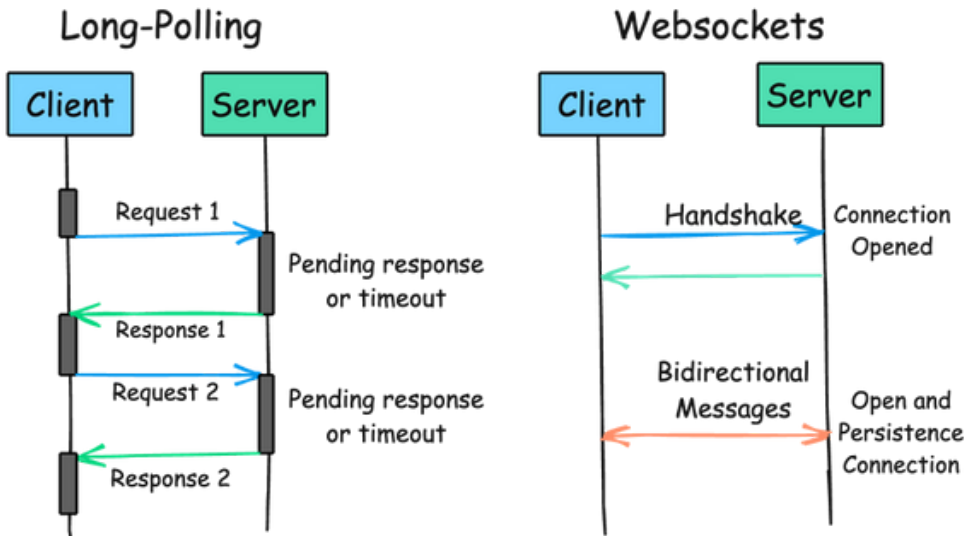 Long-Polling
Client
Server
Request 1
Pending response
or timeout
Response 1
Request 2
Pending response
or timeout
Response 2
Websockets
Client
Server
Handshake
Connection
Opened
Bidirectional
Messages
Open and
Persistence
Connection